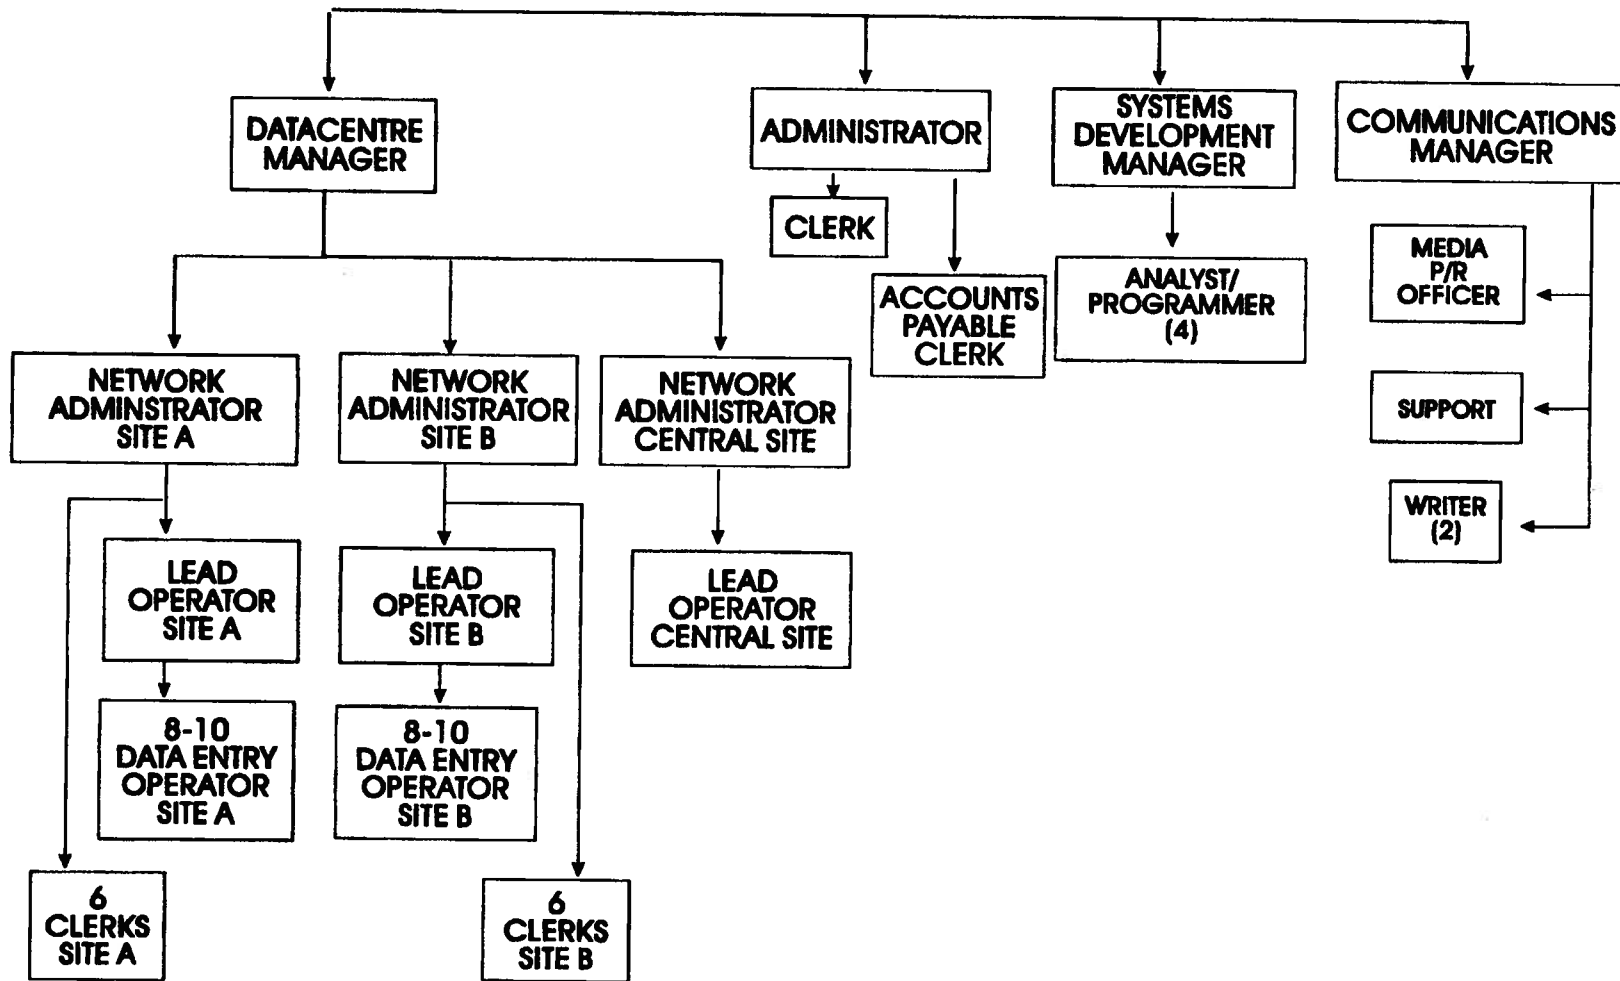 DATACENTRE
MANAGER
ADMINISTRATOR
SYSTEMS
DEVELOPMENT
MANAGER
COMMUNICATIONS
MANAGER
CLERK
ACCOUNTS
PAYABLE
CLERK
ANALYST/
PROGRAMMER
(4)
MEDIA
P/R
OFFICER
SUPPORT
WRITER
(2)
NETWORK
ADMINSTRATOR
SITE A
NETWORK
ADMINISTRATOR
SITE B
NETWORK
ADMINISTRATOR
CENTRAL SITE
LEAD
OPERATOR
SITE A
LEAD
OPERATOR
SITE B
LEAD
OPERATOR
CENTRAL SITE
8-10
DATA ENTRY
OPERATOR
SITE A
8-10
DATA ENTRY
OPERATOR
SITE B
6
CLERKS
SITE A
6
CLERKS
SITE B